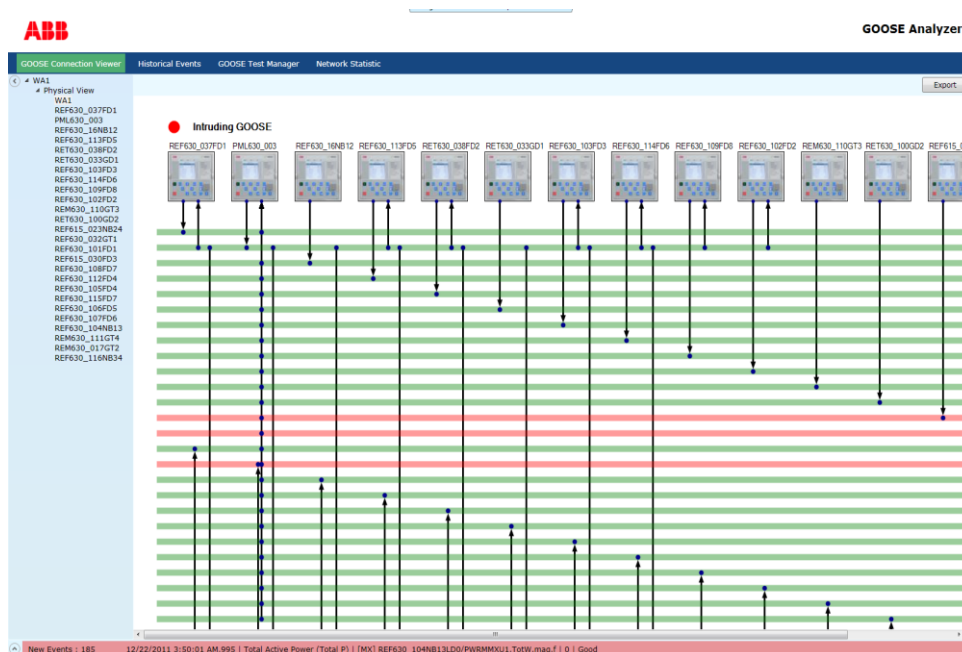 ABB
GOOSE Analyzer
GOOSE Connection Viewer Historical Events GOOSE Test Manager Network Statistic
WA1
Physical View
Export
WA1
REF630_037FD1
PML630_003
REF630_16NB12
REF630_113FD5
RET630_038FD2
RET630_033GD1
REF630_103FD3
REF630_114FD6
REF630_109FD8
REF630_102FD2
REM630_110GT3
RET630_100GD2
REF615_023NB24
REF630_032GT1
REF630_101FD1
REF615_030FD3
REF630_108FD7
REF630_112FD4
REF630_105FD4
REF630_115FD7
REF630_106FD5
REF630_107FD6
REF630_104NB13
REM630_111GT4
REM630_017GT2
REF630_116NB34
Intruding GOOSE
REF630_037FD1 PML630_003 REF630_16NB12 REF630_113FD5 RET630_038FD2 RET630_033GD1 REF630_103FD3 REF630_114FD6 REF630_109FD8 REF630_102FD2 REM630_110GT3 RET630_100GD2 REF615_0
New Events : 185 12/22/2011 3:50:01 AM.995 | Total Active Power (Total P) | [MX] REF630_104NB13LD0/PWRMMXU1.TotW.mag.f | 0 | Good